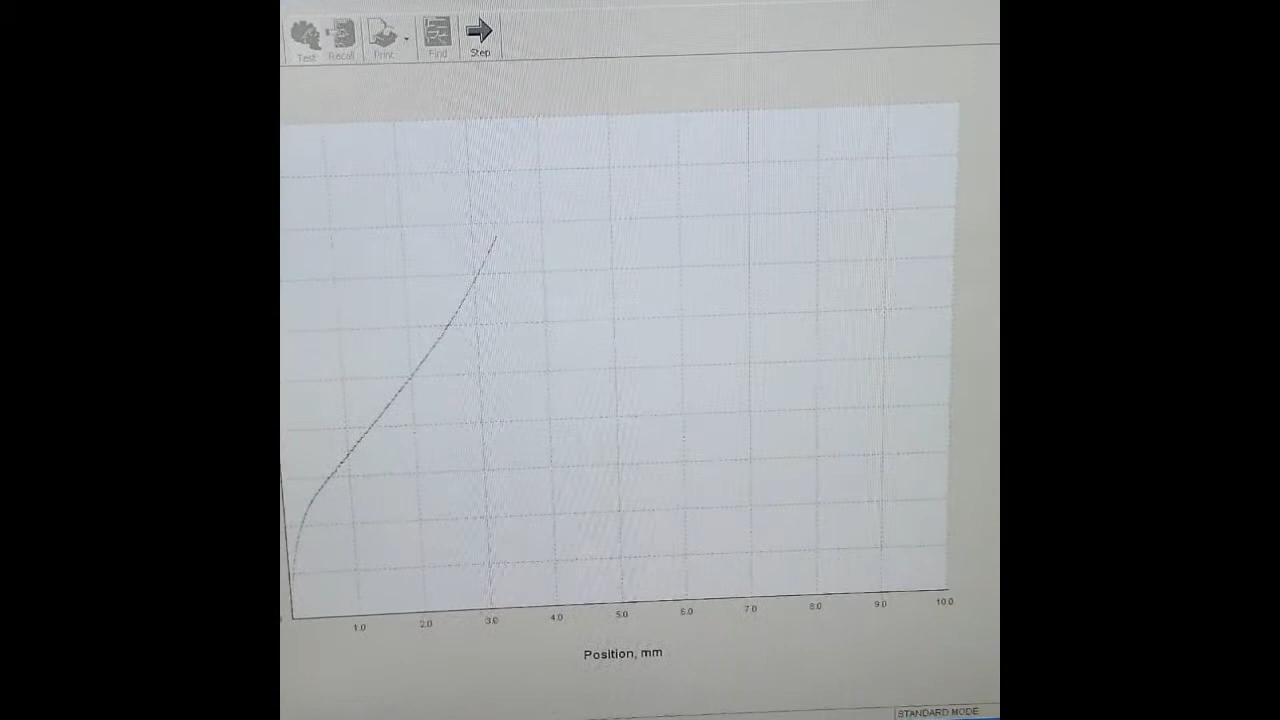 Test Recall Print Find Step
1.0 2.0 3.0 4.0 5.0 6.0 7.0 8.0 9.0 10.0
Position, mm
STANDARD MODE